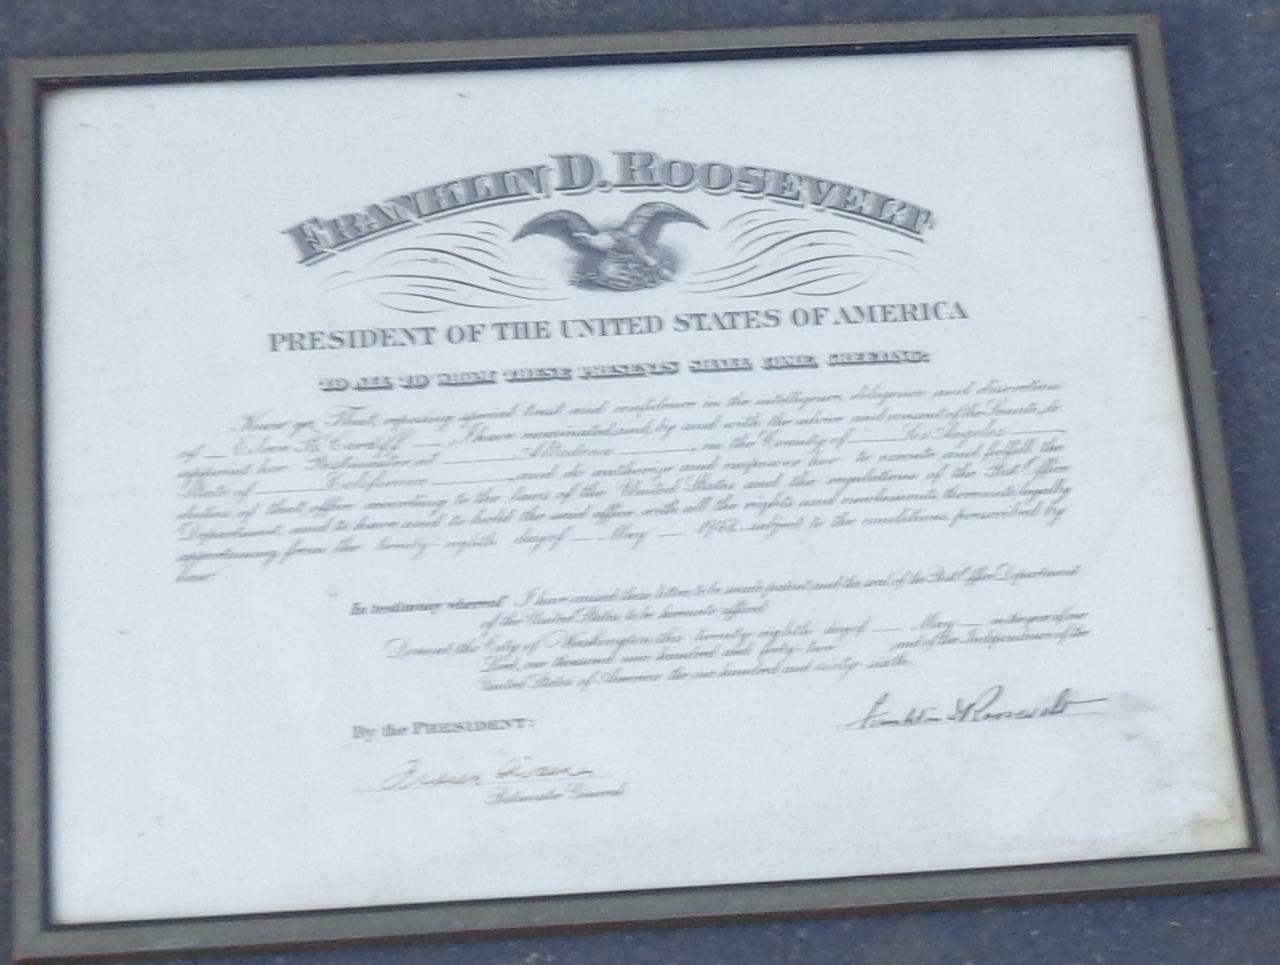 FRANKLIN D. ROOSEVELT
PRESIDENT OF THE UNITED STATES OF AMERICA
TO ALL TO WHOM THESE PRESENTS SHALL COME, GREETING:
Know ye, That, reposing special trust and confidence in the intelligence, diligence, and discretion
of R. Cardiff, I have nominated, and, by and with the advice and consent of the Senate, do
appoint her Postmaster at Altadena, in the County of Los Angeles
State of California, and do authorize and empower her to execute and fulfill the
duties of that office according to the laws of the United States and the regulations of the Post Office
Department, and to have and to hold the said office with all the rights and emoluments thereunto legally
appertaining, from the twenty-eighth day of May 1942 subject to the conditions prescribed by
law.
In testimony whereof I have caused these letters to be made patent and the seal of the Post Office Department
of the United States to be hereunto affixed.
Done at the City of Washington this twenty-eighth day of May in the year of our
Lord, one thousand nine hundred and forty-two and of the Independence of the
United States of America the one hundred and sixty-sixth.
By the PRESIDENT:
Franklin D Roosevelt
Postmaster General